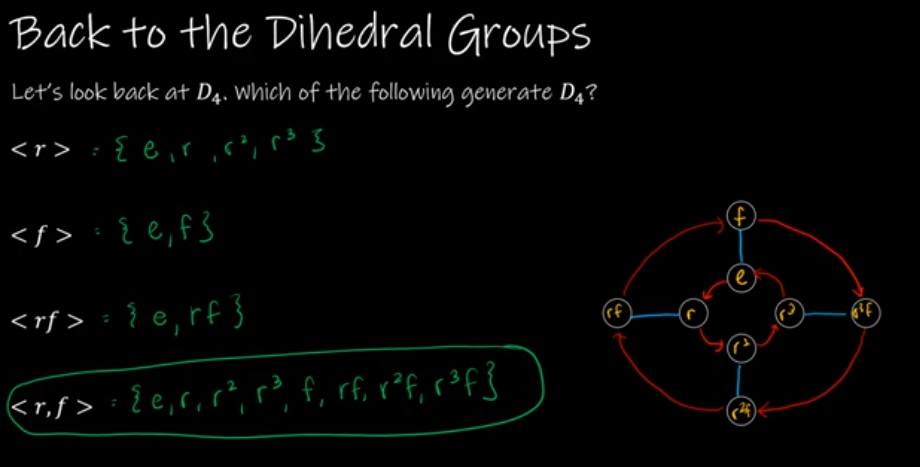 Back to the Dihedral Groups
Let's look back at D₄. Which of the following generate D₄?
<r> = { e, r, r², r³ }
<f> = { e, f }
<rf> = { e, rf }
<r, f> = { e, r, r², r³, f, rf, r²f, r³f }
f
e
rf r r³ r³f
r²
r²f